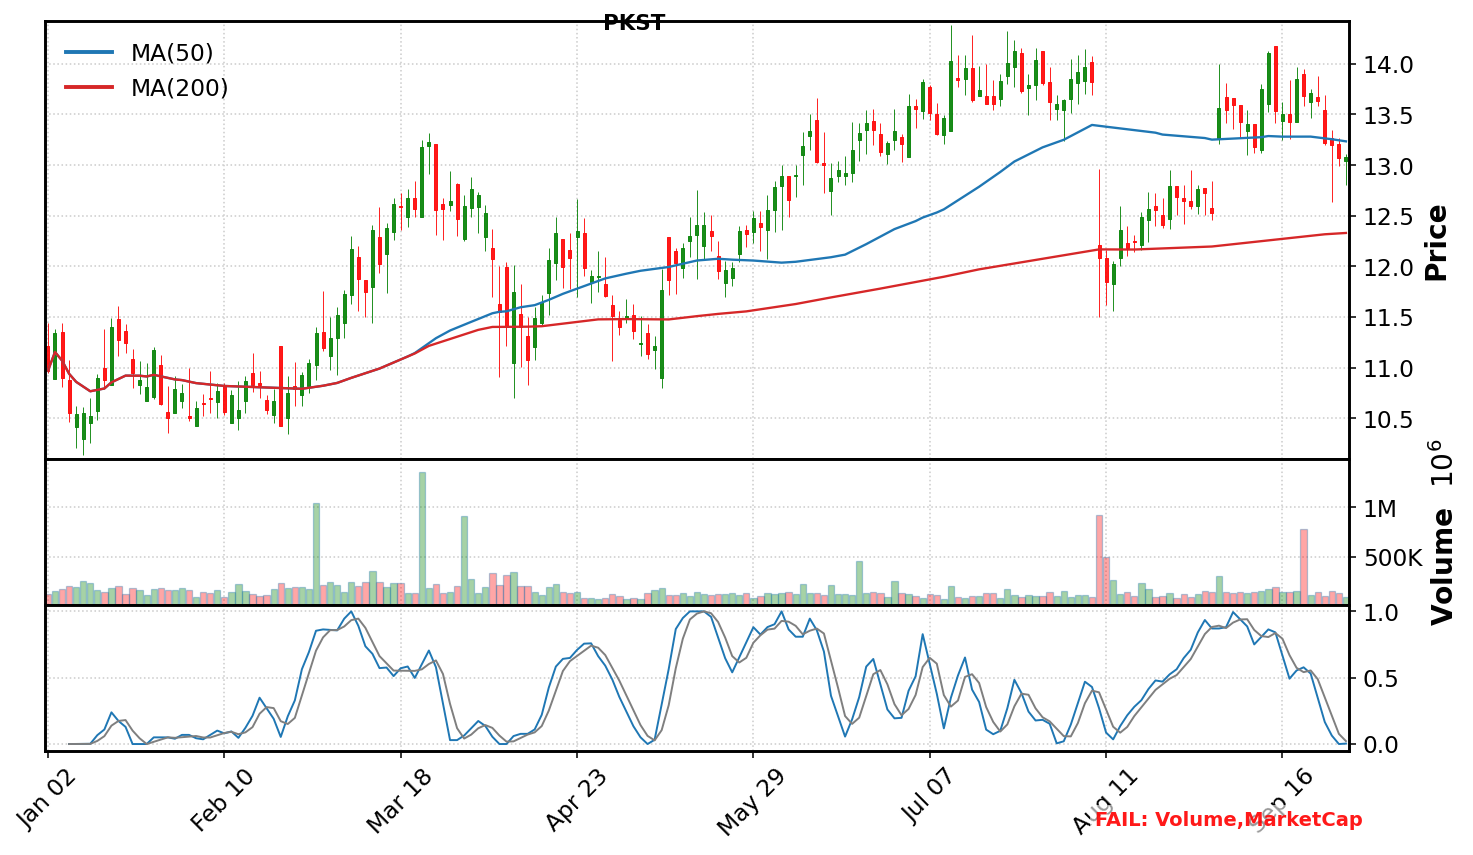 PKST
MA(50)
MA(200)
14.0
13.5
13.0
12.5
12.0
11.5
11.0
10.5
Price
1M
500K
Volume 10⁶
1.0
0.5
0.0
Jan 02
Feb 10
Mar 18
Apr 23
May 29
Jul 07
Aug 11
Sep 16
FAIL: Volume,MarketCap